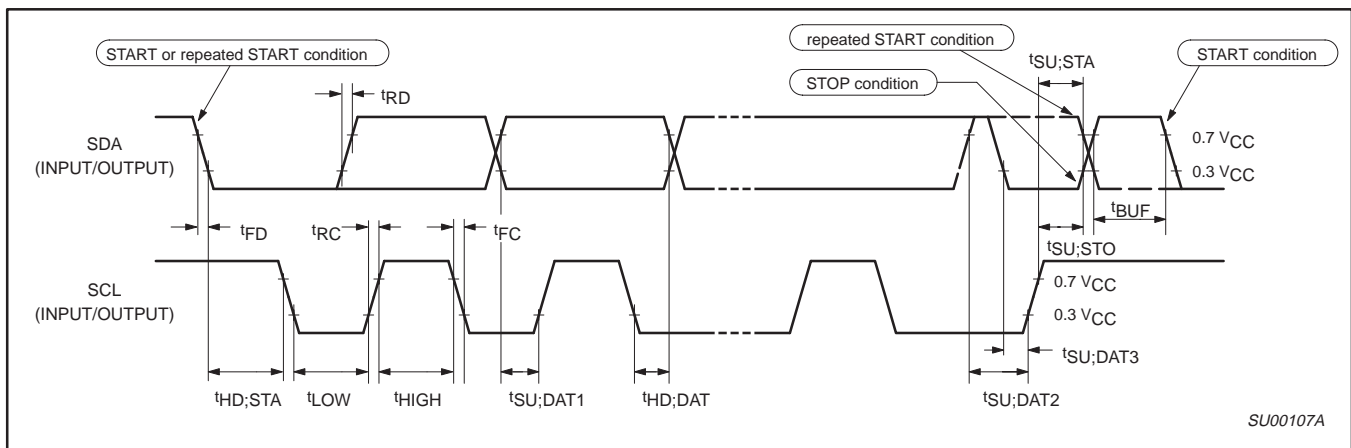 START or repeated START condition
repeated START condition
tSU;STA
START condition
STOP condition
tRD
SDA
(INPUT/OUTPUT)
0.7 VCC
0.3 VCC
tBUF
tFD
tRC
tFC
tSU;STO
SCL
(INPUT/OUTPUT)
0.7 VCC
0.3 VCC
tSU;DAT3
tHD;STA
tLOW
tHIGH
tSU;DAT1
tHD;DAT
tSU;DAT2
SU00107A